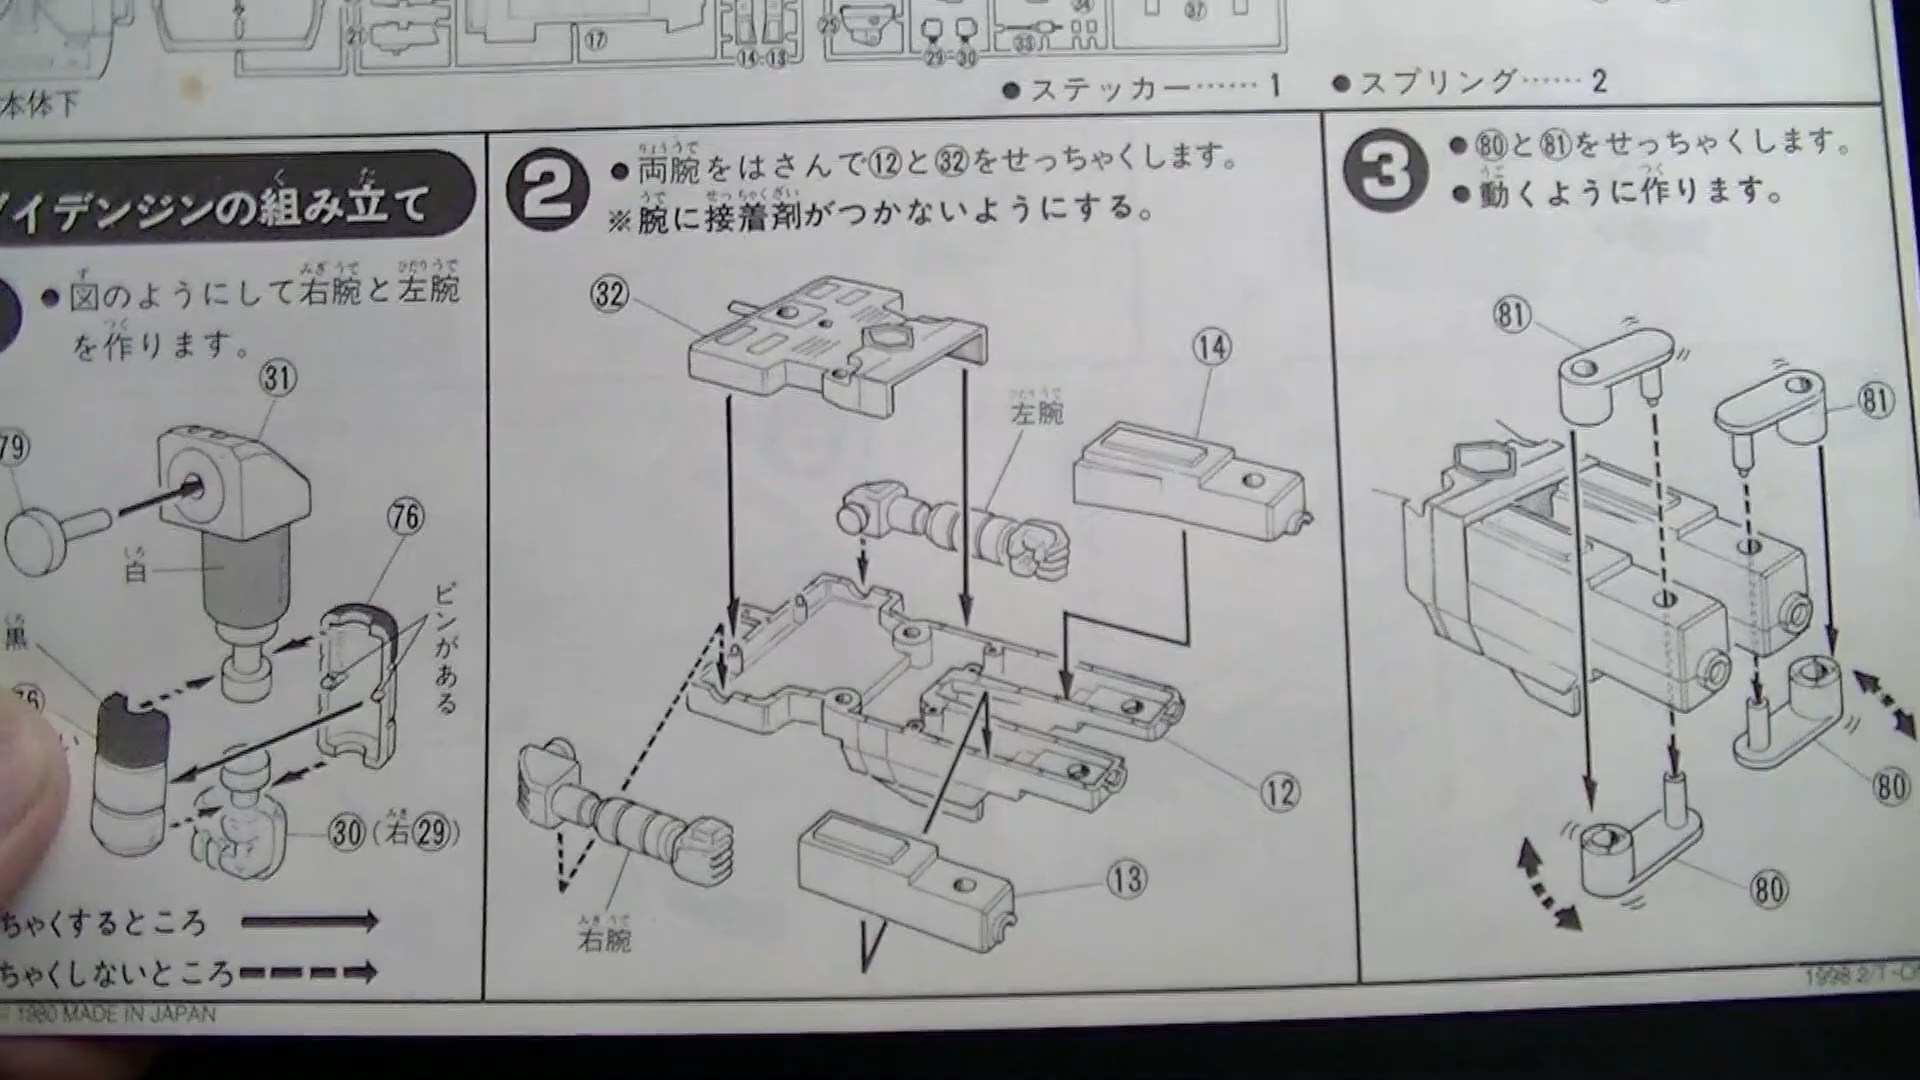 21
17
14・13
25
29・30
33
34
37
本体下
●ステッカー……1
●スプリング……2
イデンジンの組み立て
●図のようにして右腕と左腕
を作ります。
31
79
76
白
黒
ピンがある
30（右29）
ちゃくするところ
ちゃくしないところ
1980 MADE IN JAPAN
2
●両腕をはさんで⑫と㉜をせっちゃくします。
※腕に接着剤がつかないようにする。
32
14
左腕
12
13
右腕
3
●80と81をせっちゃくします。
●動くように作ります。
81
81
80
80